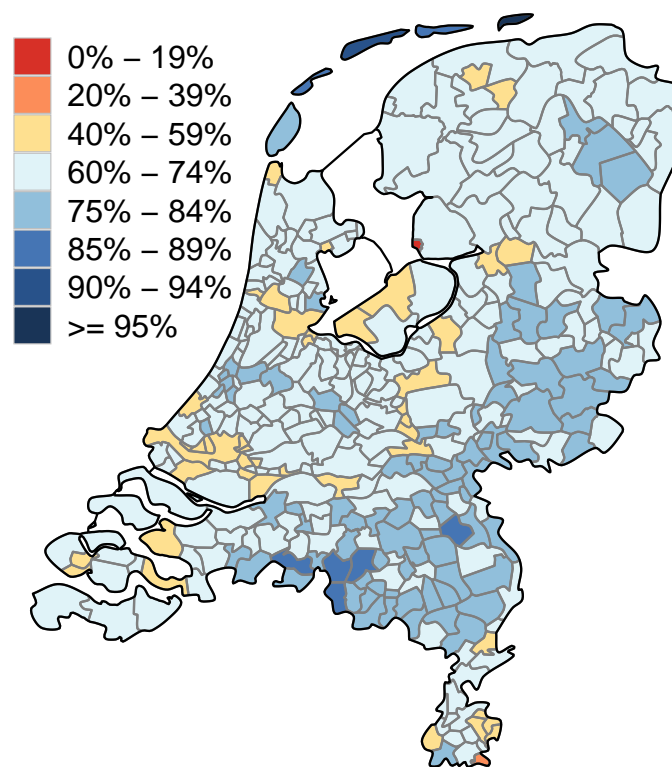 0% – 19%
20% – 39%
40% – 59%
60% – 74%
75% – 84%
85% – 89%
90% – 94%
>= 95%